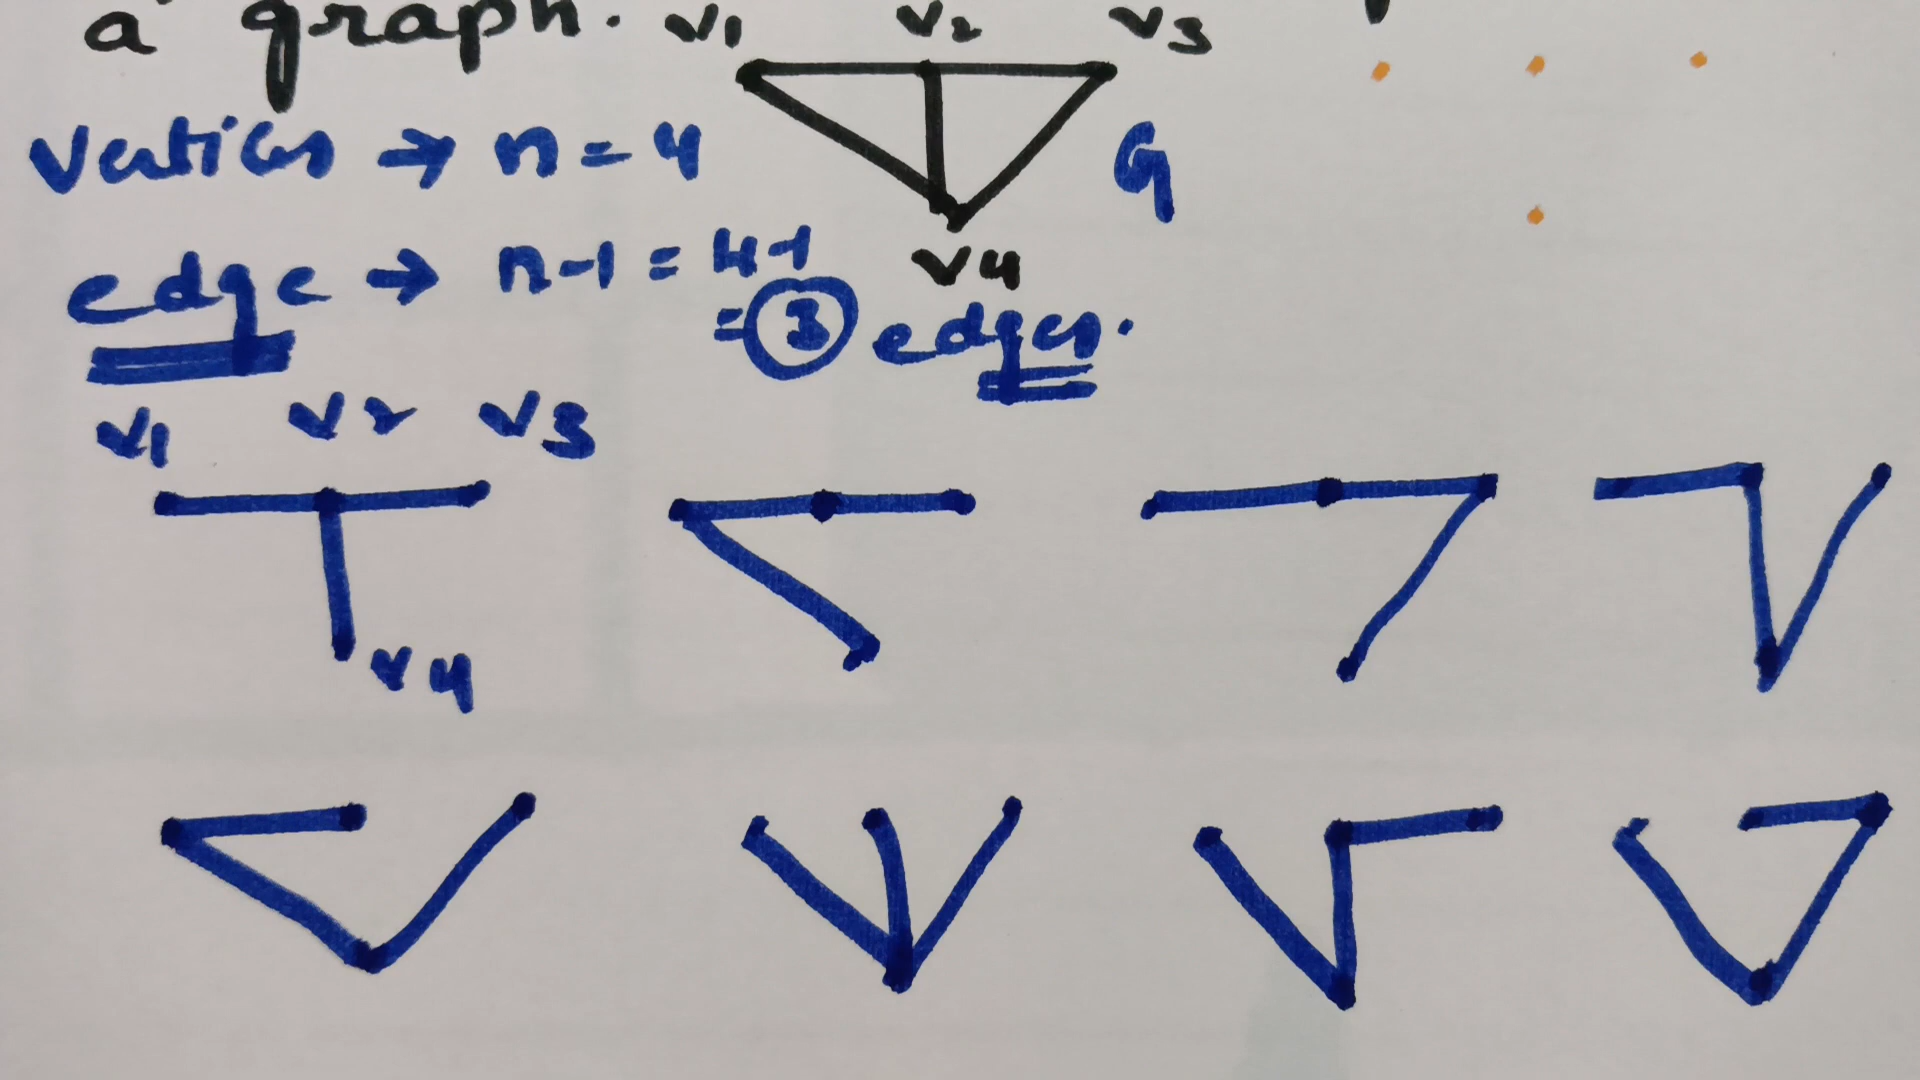 a graph. v1 v2 v3
vertices → n = 4
G
v4
edge → n-1 = 4-1
= 3 edges.
v1 v2 v3
v4